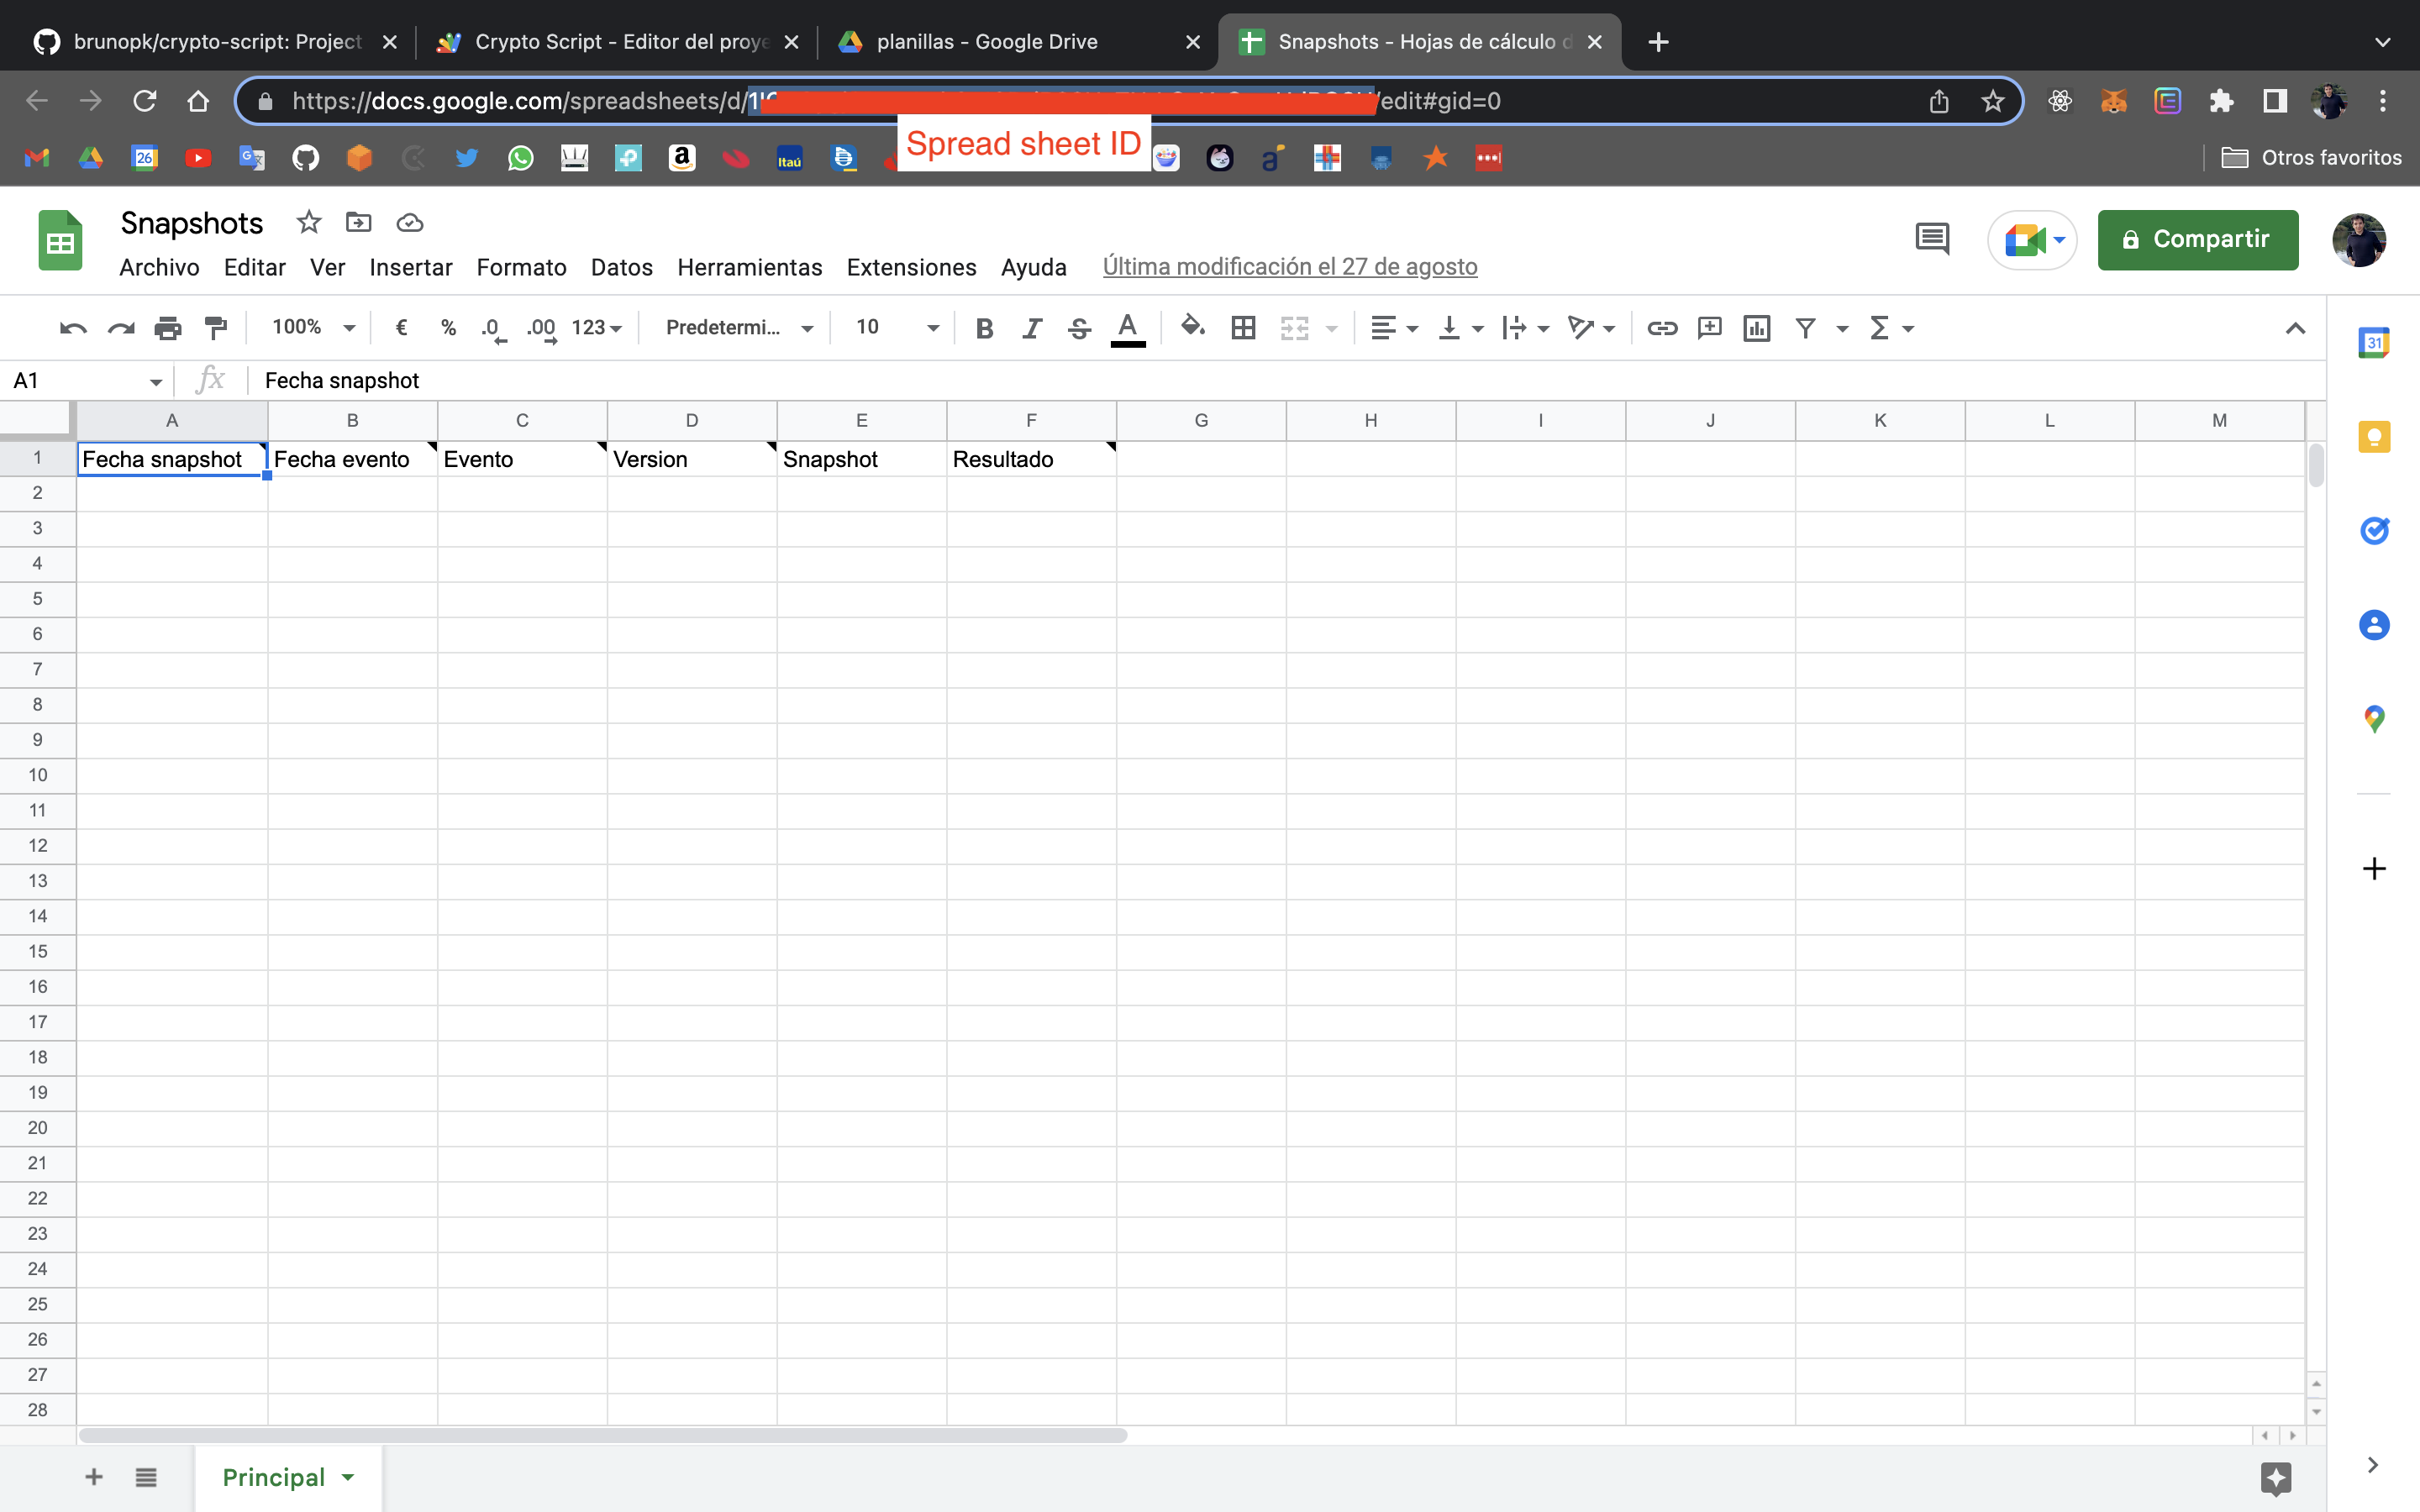 brunopk/crypto-script: Project
Crypto Script - Editor del proye
planillas - Google Drive
Snapshots - Hojas de cálculo d
https://docs.google.com/spreadsheets/d/ /edit#gid=0
Spread sheet ID
26
Itaú
Otros favoritos
Snapshots
Archivo Editar Ver Insertar Formato Datos Herramientas Extensiones Ayuda Última modificación el 27 de agosto
Compartir
100% € % .0 .00 123 Predetermi... 10 B I S A Σ
31
A1 fx Fecha snapshot
A B C D E F G H I J K L M
1 Fecha snapshot Fecha evento Evento Version Snapshot Resultado
2
3
4
5
6
7
8
9
10
11
12
13
14
15
16
17
18
19
20
21
22
23
24
25
26
27
28
Principal